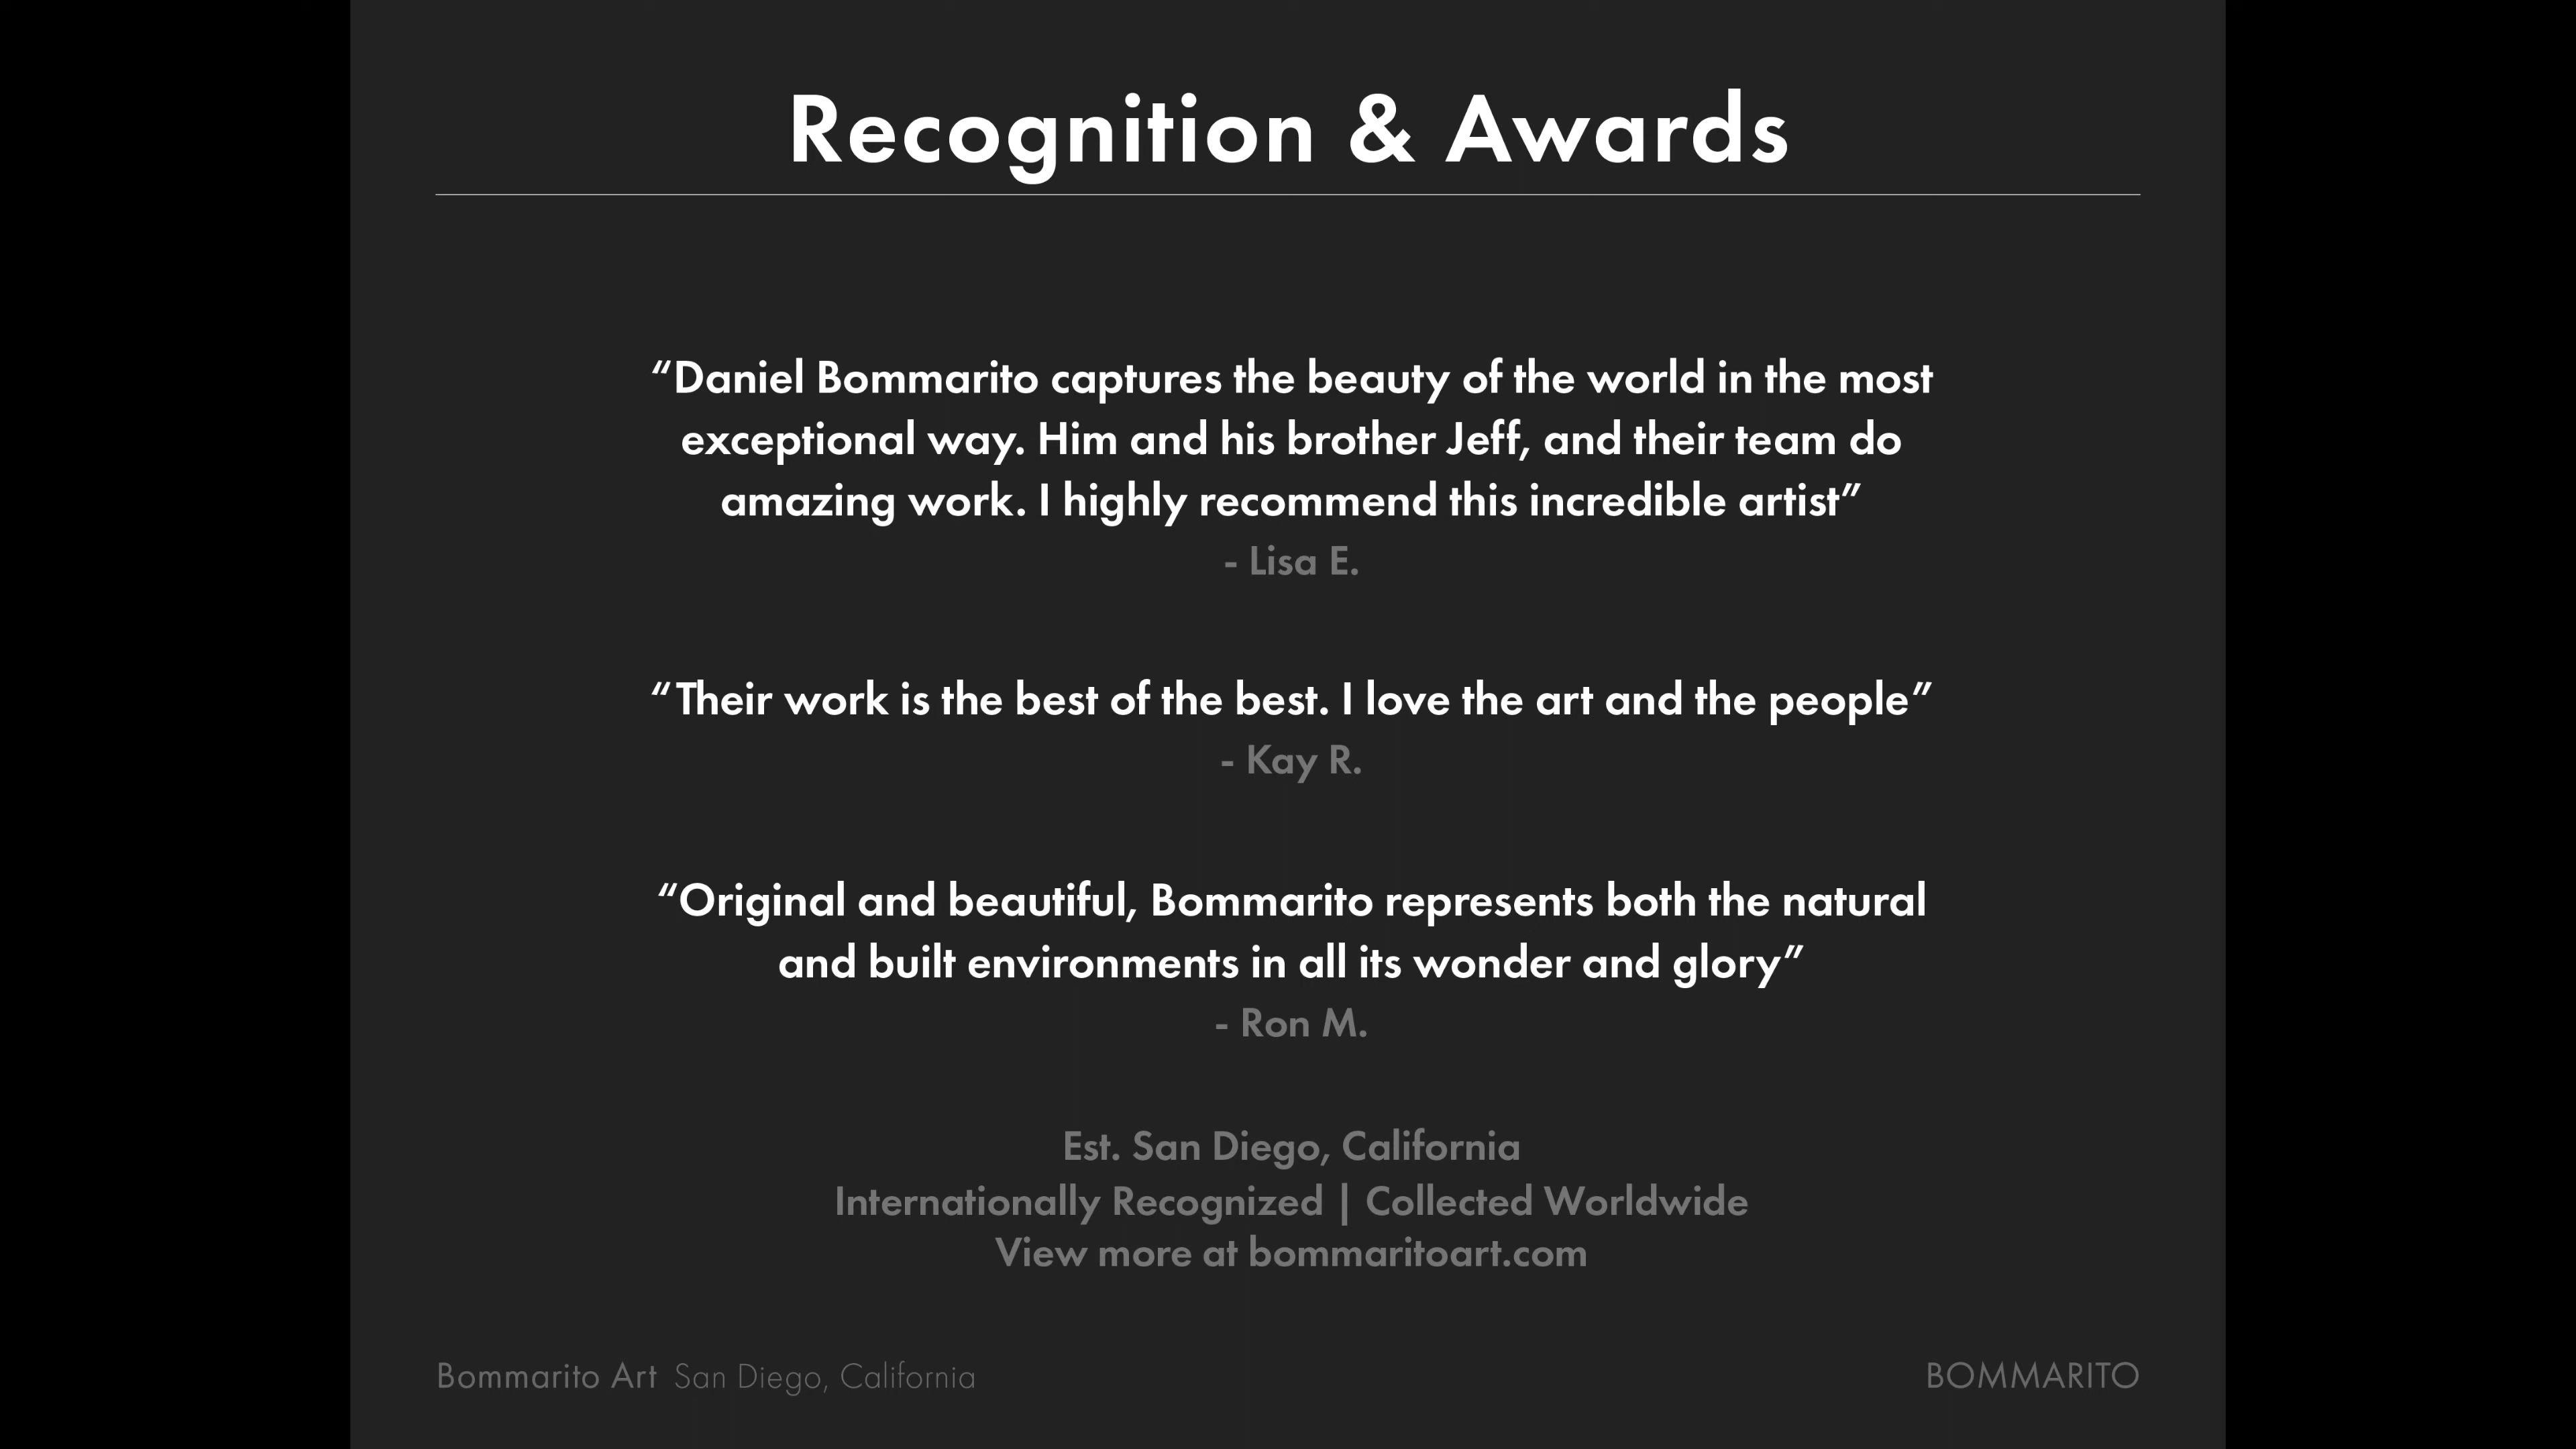 Recognition & Awards
“Daniel Bommarito captures the beauty of the world in the most
exceptional way. Him and his brother Jeff, and their team do
amazing work. I highly recommend this incredible artist”
- Lisa E.
“Their work is the best of the best. I love the art and the people”
- Kay R.
“Original and beautiful, Bommarito represents both the natural
and built environments in all its wonder and glory”
- Ron M.
Est. San Diego, California
Internationally Recognized | Collected Worldwide
View more at bommaritoart.com
Bommarito Art San Diego, California
BOMMARITO